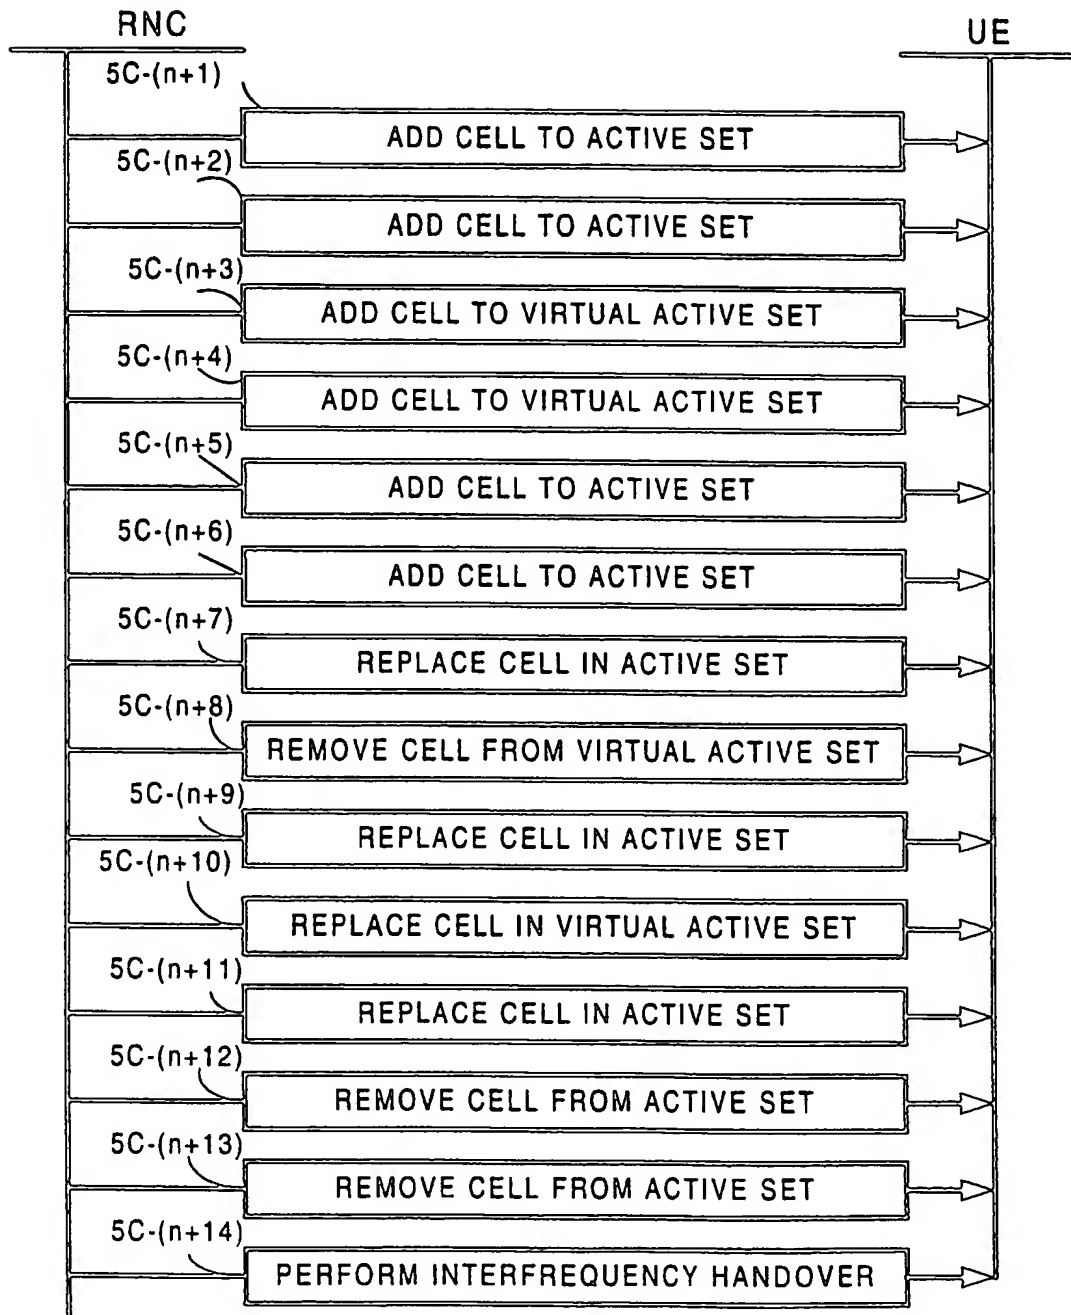 RNC
UE
5C-(n+1)
ADD CELL TO ACTIVE SET
5C-(n+2)
ADD CELL TO ACTIVE SET
5C-(n+3)
ADD CELL TO VIRTUAL ACTIVE SET
5C-(n+4)
ADD CELL TO VIRTUAL ACTIVE SET
5C-(n+5)
ADD CELL TO ACTIVE SET
5C-(n+6)
ADD CELL TO ACTIVE SET
5C-(n+7)
REPLACE CELL IN ACTIVE SET
5C-(n+8)
REMOVE CELL FROM VIRTUAL ACTIVE SET
5C-(n+9)
REPLACE CELL IN ACTIVE SET
5C-(n+10)
REPLACE CELL IN VIRTUAL ACTIVE SET
5C-(n+11)
REPLACE CELL IN ACTIVE SET
5C-(n+12)
REMOVE CELL FROM ACTIVE SET
5C-(n+13)
REMOVE CELL FROM ACTIVE SET
5C-(n+14)
PERFORM INTERFREQUENCY HANDOVER